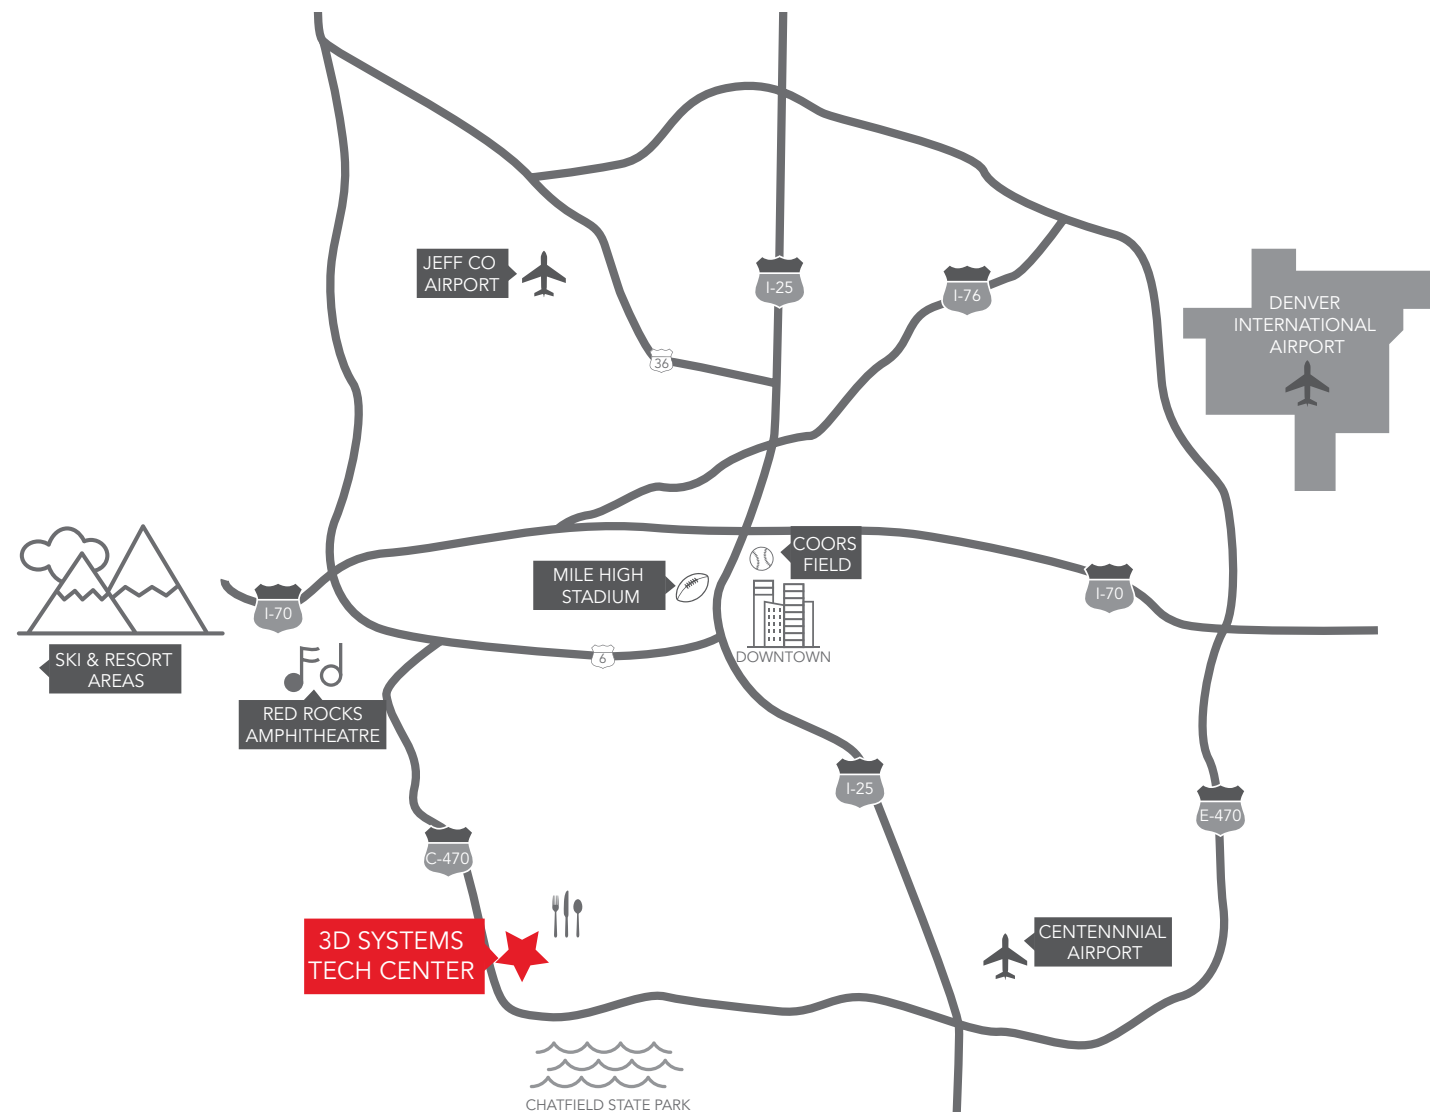 JEFF CO
AIRPORT
I-25
I-76
DENVER
INTERNATIONAL
AIRPORT
36
COORS
FIELD
MILE HIGH
STADIUM
I-70
I-70
SKI & RESORT
AREAS
6
DOWNTOWN
RED ROCKS
AMPHITHEATRE
I-25
E-470
C-470
3D SYSTEMS
TECH CENTER
CENTENNNIAL
AIRPORT
CHATFIELD STATE PARK